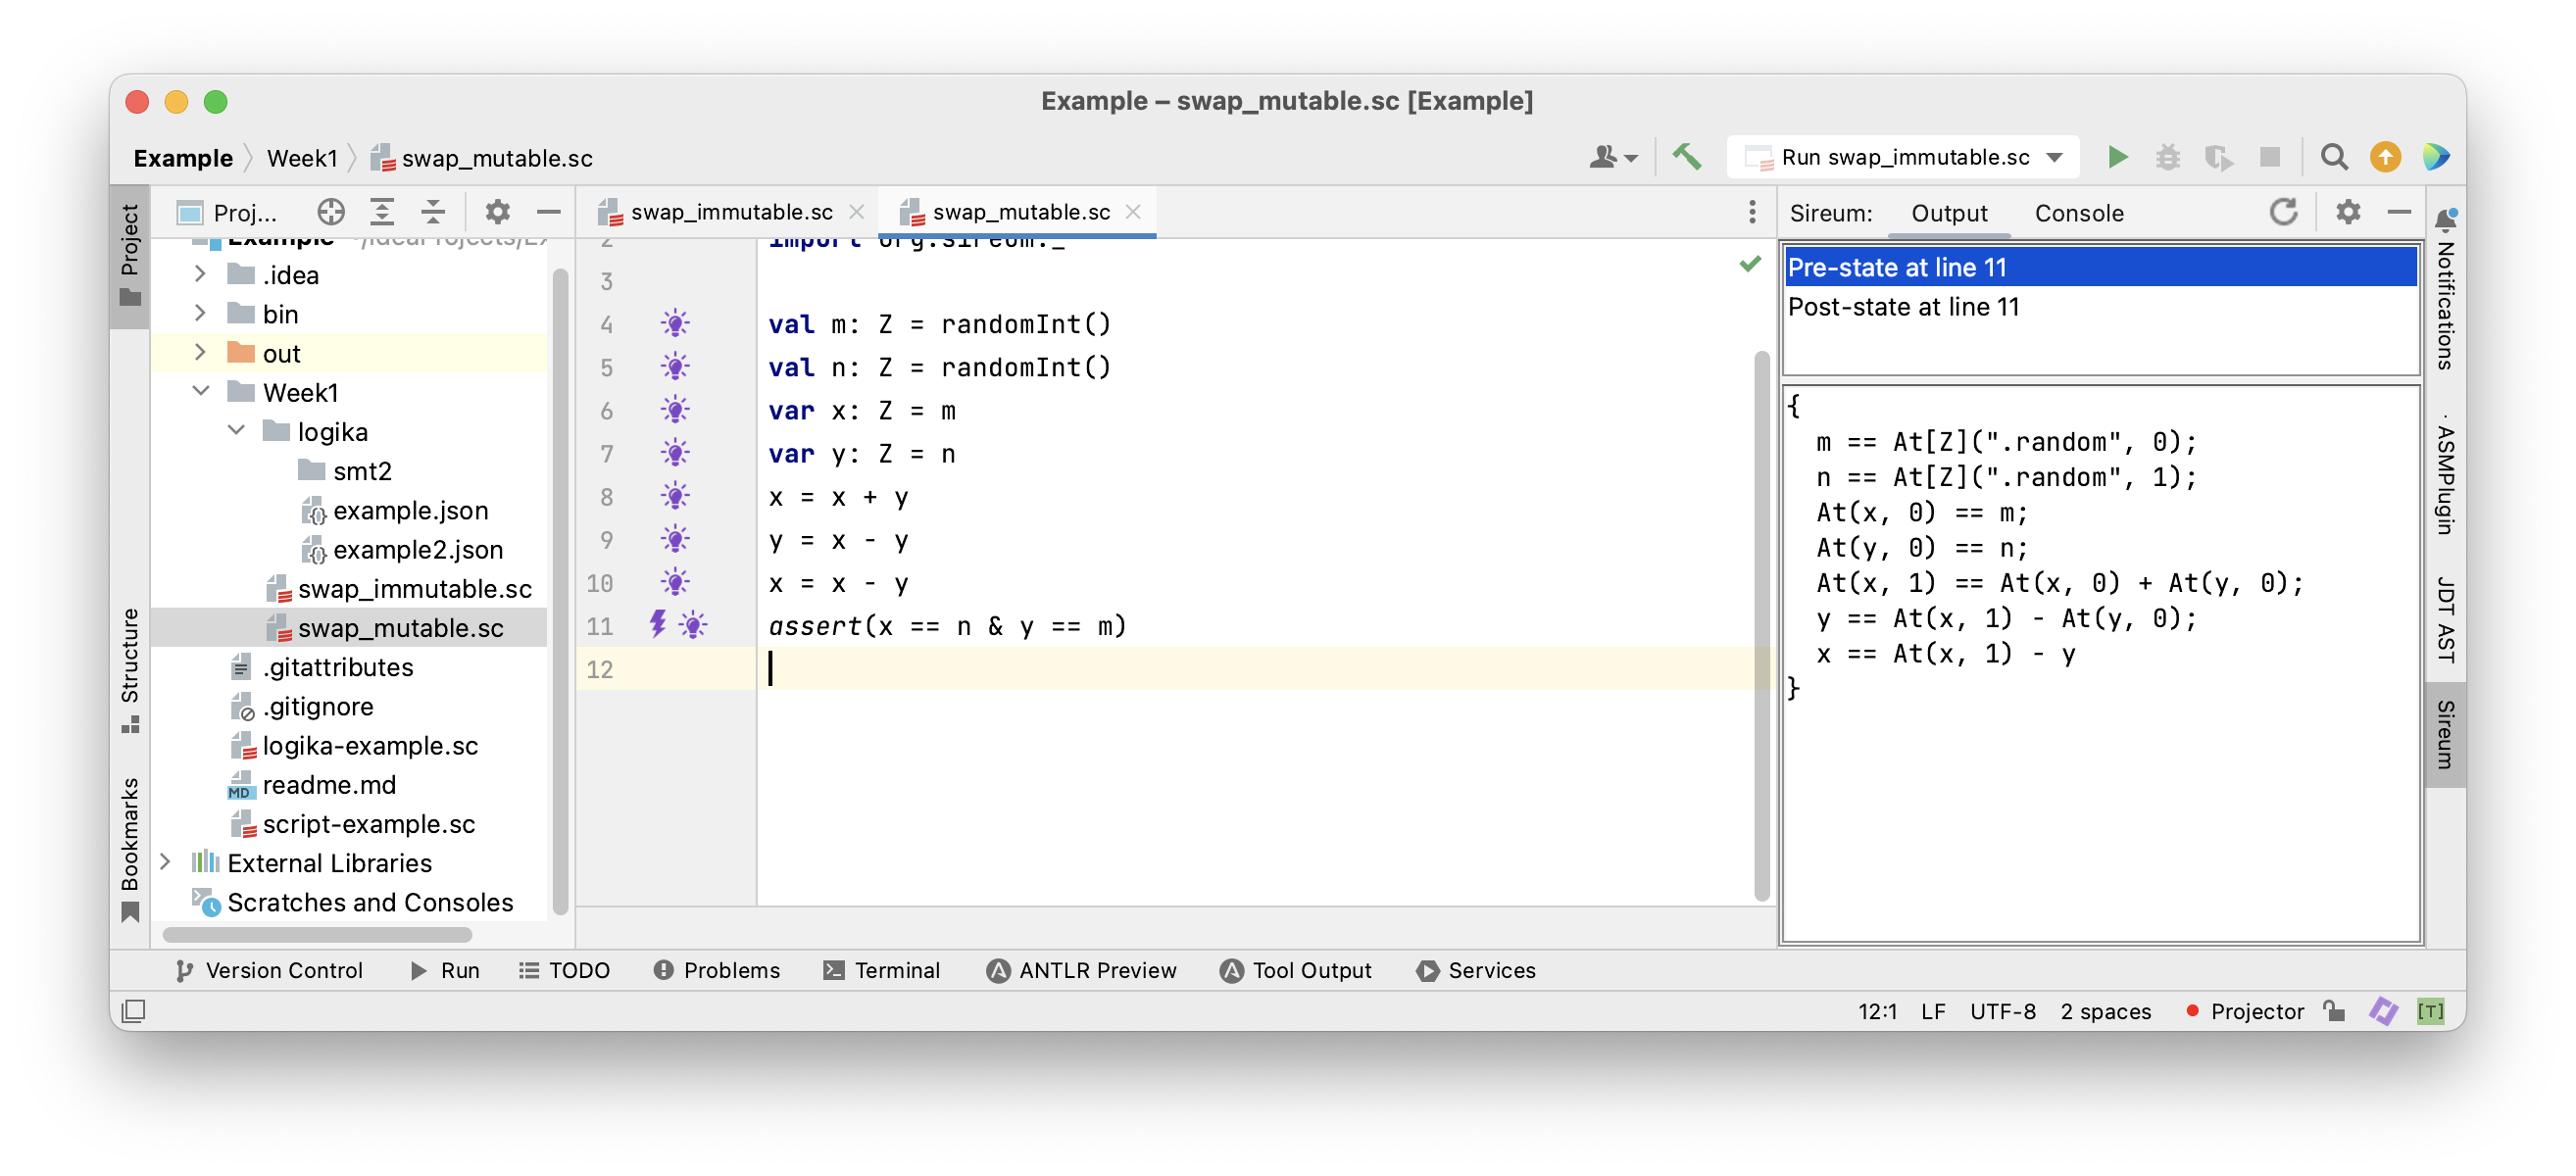 Example – swap_mutable.sc [Example]
Example Week1 swap_mutable.sc
Run swap_immutable.sc
Project
Structure
Bookmarks
Proj...
Example ~/IdeaProjects/Ex
.idea
bin
out
Week1
logika
smt2
example.json
example2.json
swap_immutable.sc
swap_mutable.sc
.gitattributes
.gitignore
logika-example.sc
MD readme.md
script-example.sc
External Libraries
Scratches and Consoles
swap_immutable.sc swap_mutable.sc
2 import org.sireum._
3
4 val m: Z = randomInt()
5 val n: Z = randomInt()
6 var x: Z = m
7 var y: Z = n
8 x = x + y
9 y = x - y
10 x = x - y
11 assert(x == n & y == m)
12
Sireum: Output Console
Pre-state at line 11
Post-state at line 11
{
m == At[Z](".random", 0);
n == At[Z](".random", 1);
At(x, 0) == m;
At(y, 0) == n;
At(x, 1) == At(x, 0) + At(y, 0);
y == At(x, 1) - At(y, 0);
x == At(x, 1) - y
}
Notifications
ASMPlugin
JDT AST
Sireum
Version Control Run TODO Problems Terminal ANTLR Preview Tool Output Services
12:1 LF UTF-8 2 spaces Projector [T]